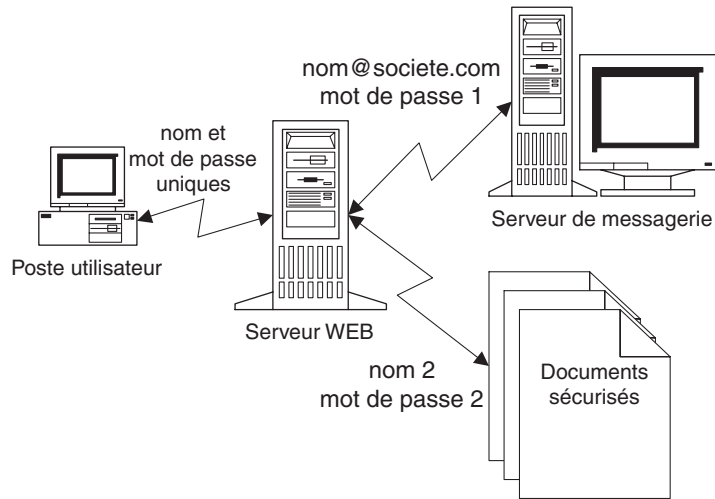 nom@societe.com
mot de passe 1
nom et
mot de passe
uniques
Serveur de messagerie
Poste utilisateur
Serveur WEB
nom 2
mot de passe 2
Documents
sécurisés